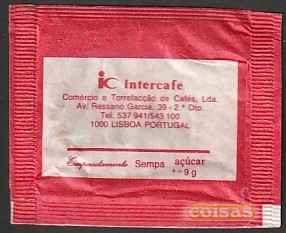 ic intercafé
Comércio e Torrefacção de Cafés, Lda.
Av. Ressano Garcia, 39 - 2.º Dto.
Tel. 537 941/543 100
1000 LISBOA PORTUGAL
Empacotamento Sempa açúcar
+ - 9 g
coisas